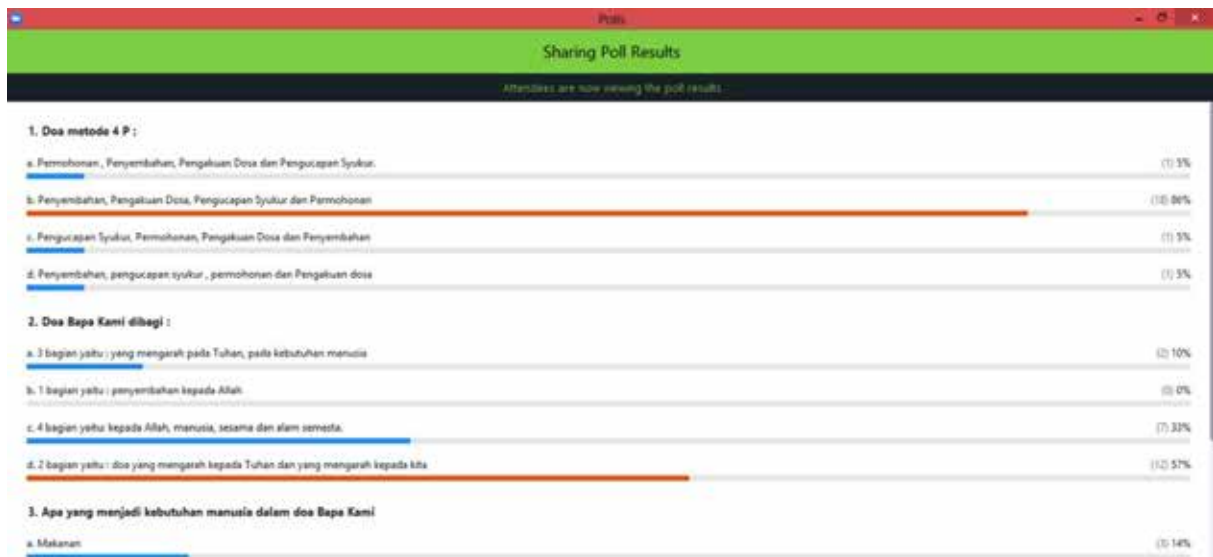 Polls
Sharing Poll Results
Attendees are now viewing the poll results
1. Doa metode 4 P :
a. Permohonan , Penyembahan, Pengakuan Dosa dan Pengucapan Syukur. (1) 5%
b. Penyembahan, Pengakuan Dosa, Pengucapan Syukur dan Permohonan (18) 86%
c. Pengucapan Syukur, Permohonan, Pengakuan Dosa dan Penyembahan (1) 5%
d. Penyembahan, pengucapan syukur , permohonan dan Pengakuan dosa (1) 5%
2. Doa Bapa Kami dibagi :
a. 3 bagian yaitu : yang mengarah pada Tuhan, pada kebutuhan manusia (2) 10%
b. 1 bagian yaitu : penyembahan kepada Allah (0) 0%
c. 4 bagian yaitu kepada Allah, manusia, sesama dan alam semesta. (7) 33%
d. 2 bagian yaitu : doa yang mengarah kepada Tuhan dan yang mengarah kepada kita (12) 57%
3. Apa yang menjadi kebutuhan manusia dalam doa Bapa Kami
a. Makanan (3) 14%